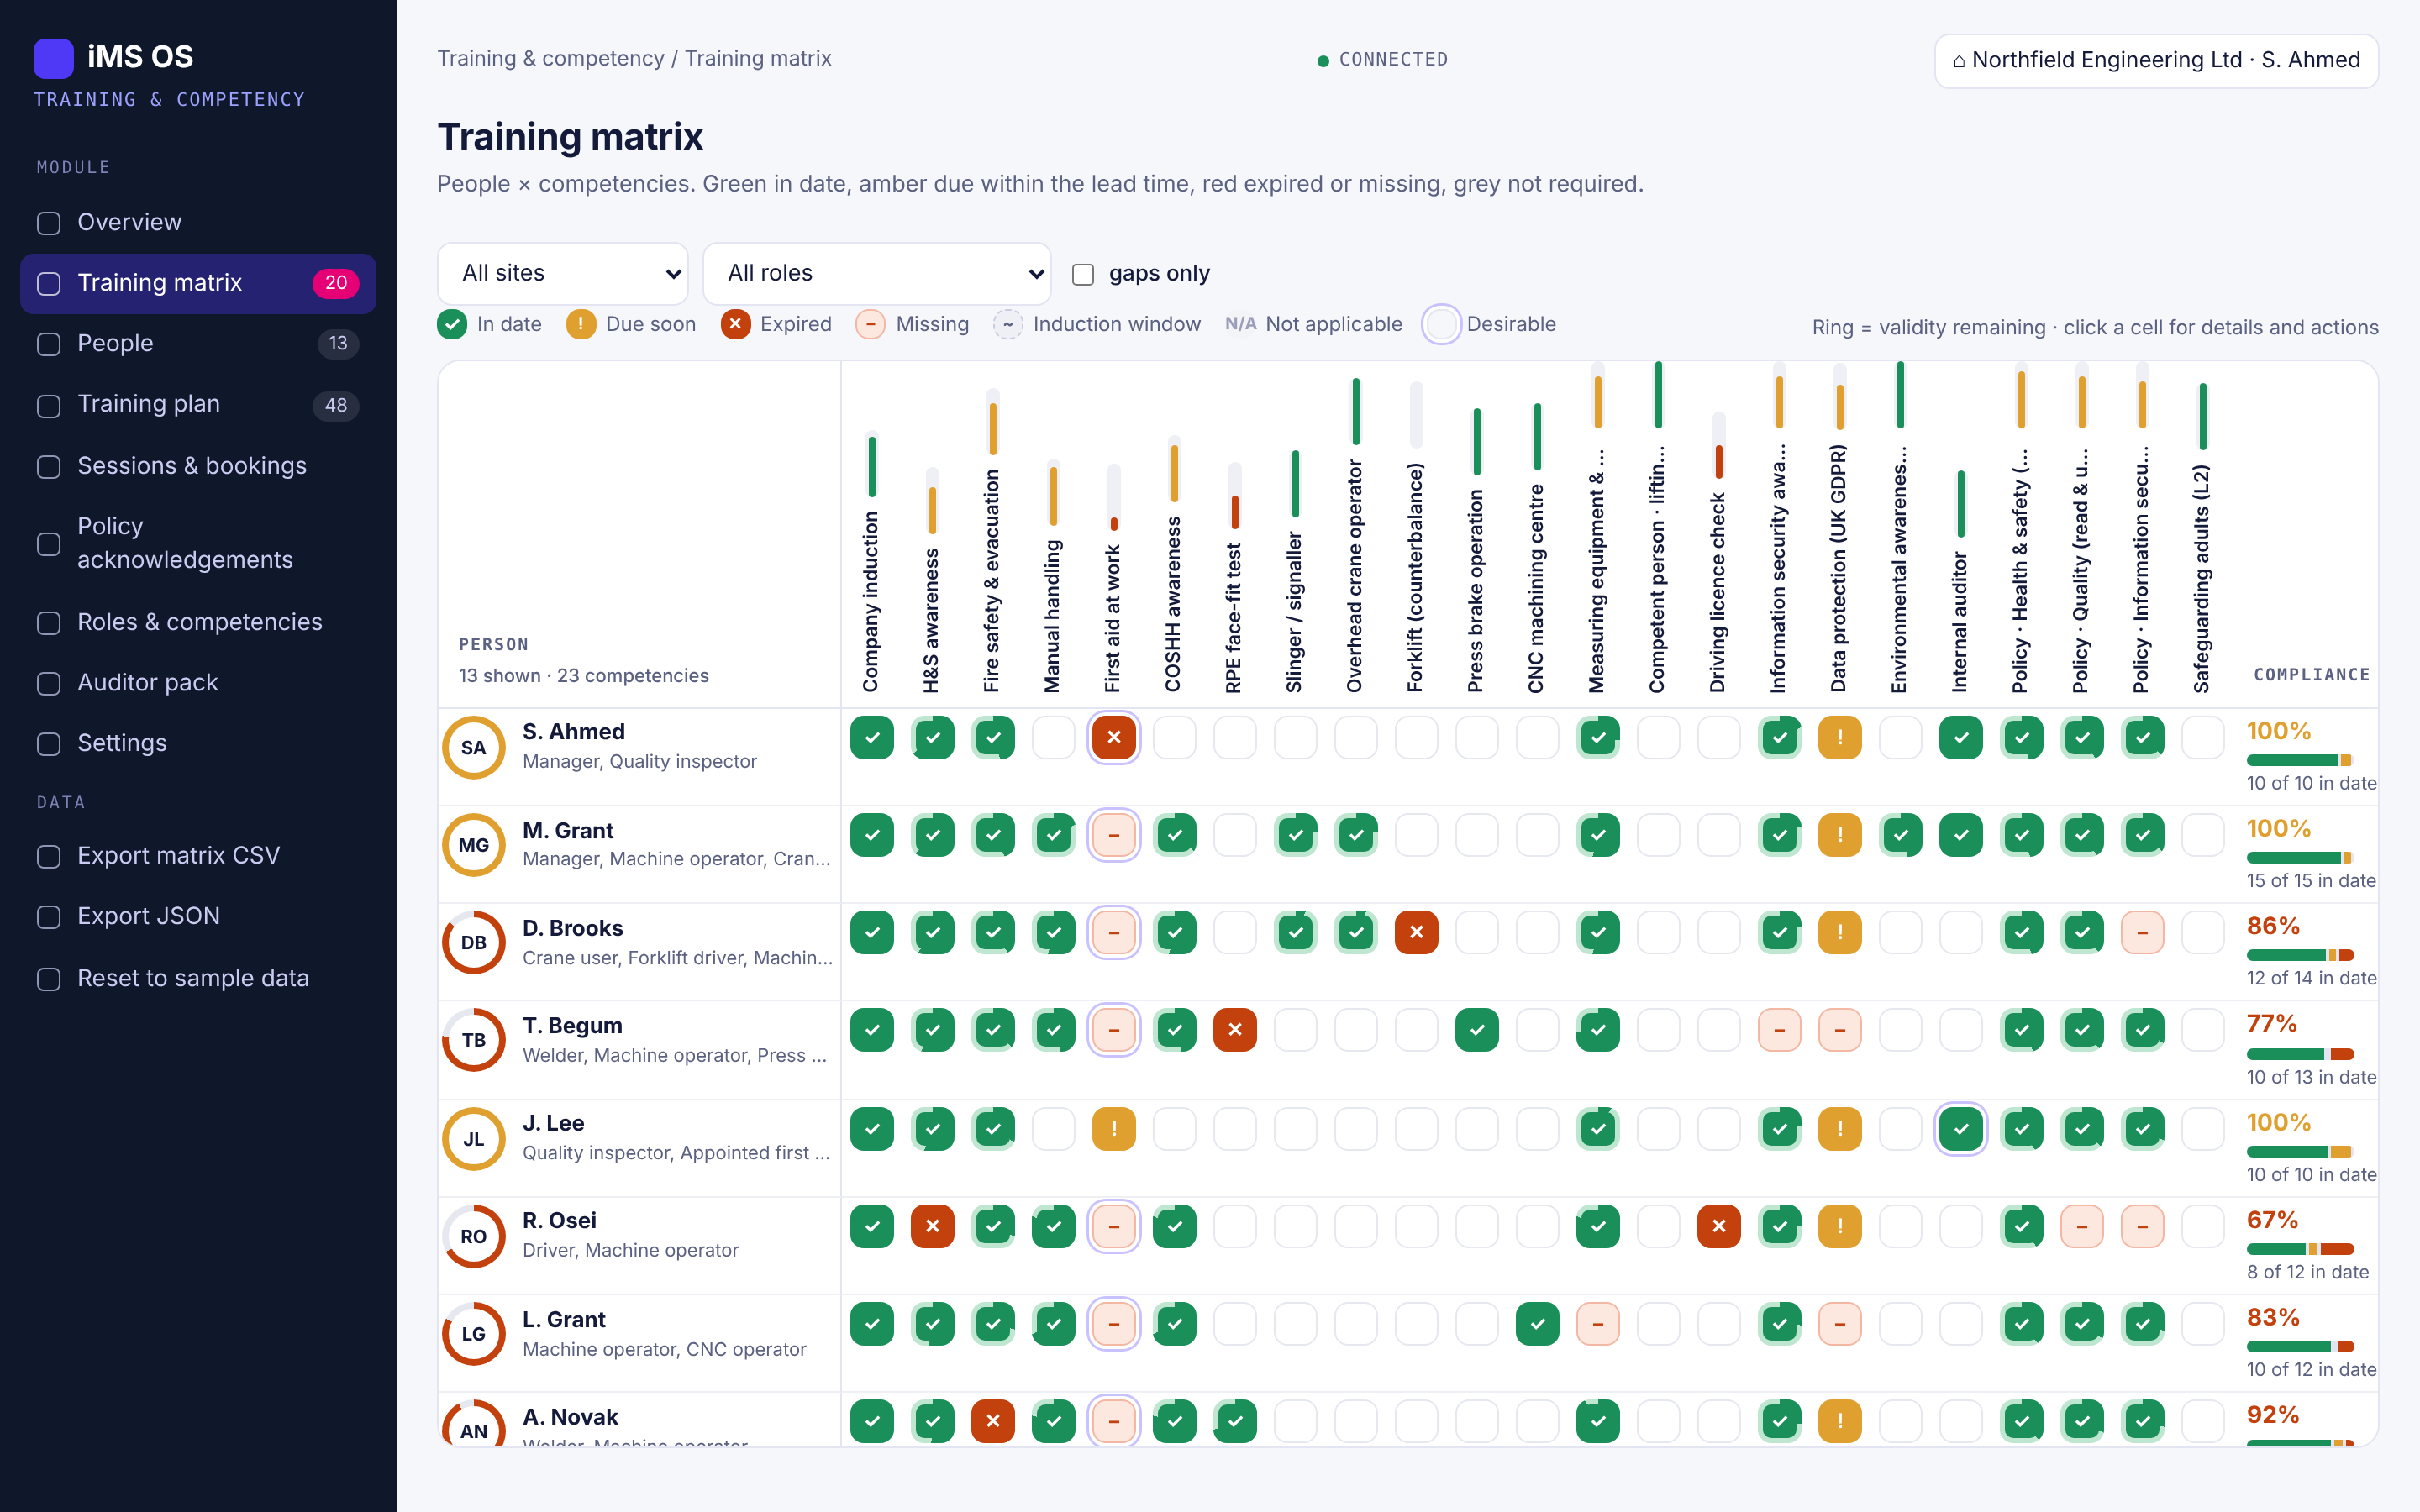 iMS OS
TRAINING & COMPETENCY
MODULE
Overview
Training matrix 20
People 13
Training plan 48
Sessions & bookings
Policy
acknowledgements
Roles & competencies
Auditor pack
Settings
DATA
Export matrix CSV
Export JSON
Reset to sample data
Training & competency / Training matrix
CONNECTED
⌂ Northfield Engineering Ltd · S. Ahmed
Training matrix
People × competencies. Green in date, amber due within the lead time, red expired or missing, grey not required.
All sites
All roles
gaps only
In date
! Due soon
× Expired
– Missing
~ Induction window
N/A Not applicable
Desirable
Ring = validity remaining · click a cell for details and actions
PERSON
13 shown · 23 competencies
Company induction
H&S awareness
Fire safety & evacuation
Manual handling
First aid at work
COSHH awareness
RPE face-fit test
Slinger / signaller
Overhead crane operator
Forklift (counterbalance)
Press brake operation
CNC machining centre
Measuring equipment & ...
Competent person · liftin...
Driving licence check
Information security awa...
Data protection (UK GDPR)
Environmental awarenes...
Internal auditor
Policy · Health & safety (...
Policy · Quality (read & u...
Policy · Information secu...
Safeguarding adults (L2)
COMPLIANCE
SA
S. Ahmed
Manager, Quality inspector
100%
10 of 10 in date
MG
M. Grant
Manager, Machine operator, Cran...
100%
15 of 15 in date
DB
D. Brooks
Crane user, Forklift driver, Machin...
86%
12 of 14 in date
TB
T. Begum
Welder, Machine operator, Press ...
77%
10 of 13 in date
JL
J. Lee
Quality inspector, Appointed first ...
100%
10 of 10 in date
RO
R. Osei
Driver, Machine operator
67%
8 of 12 in date
LG
L. Grant
Machine operator, CNC operator
83%
10 of 12 in date
AN
A. Novak
Welder, Machine operator
92%